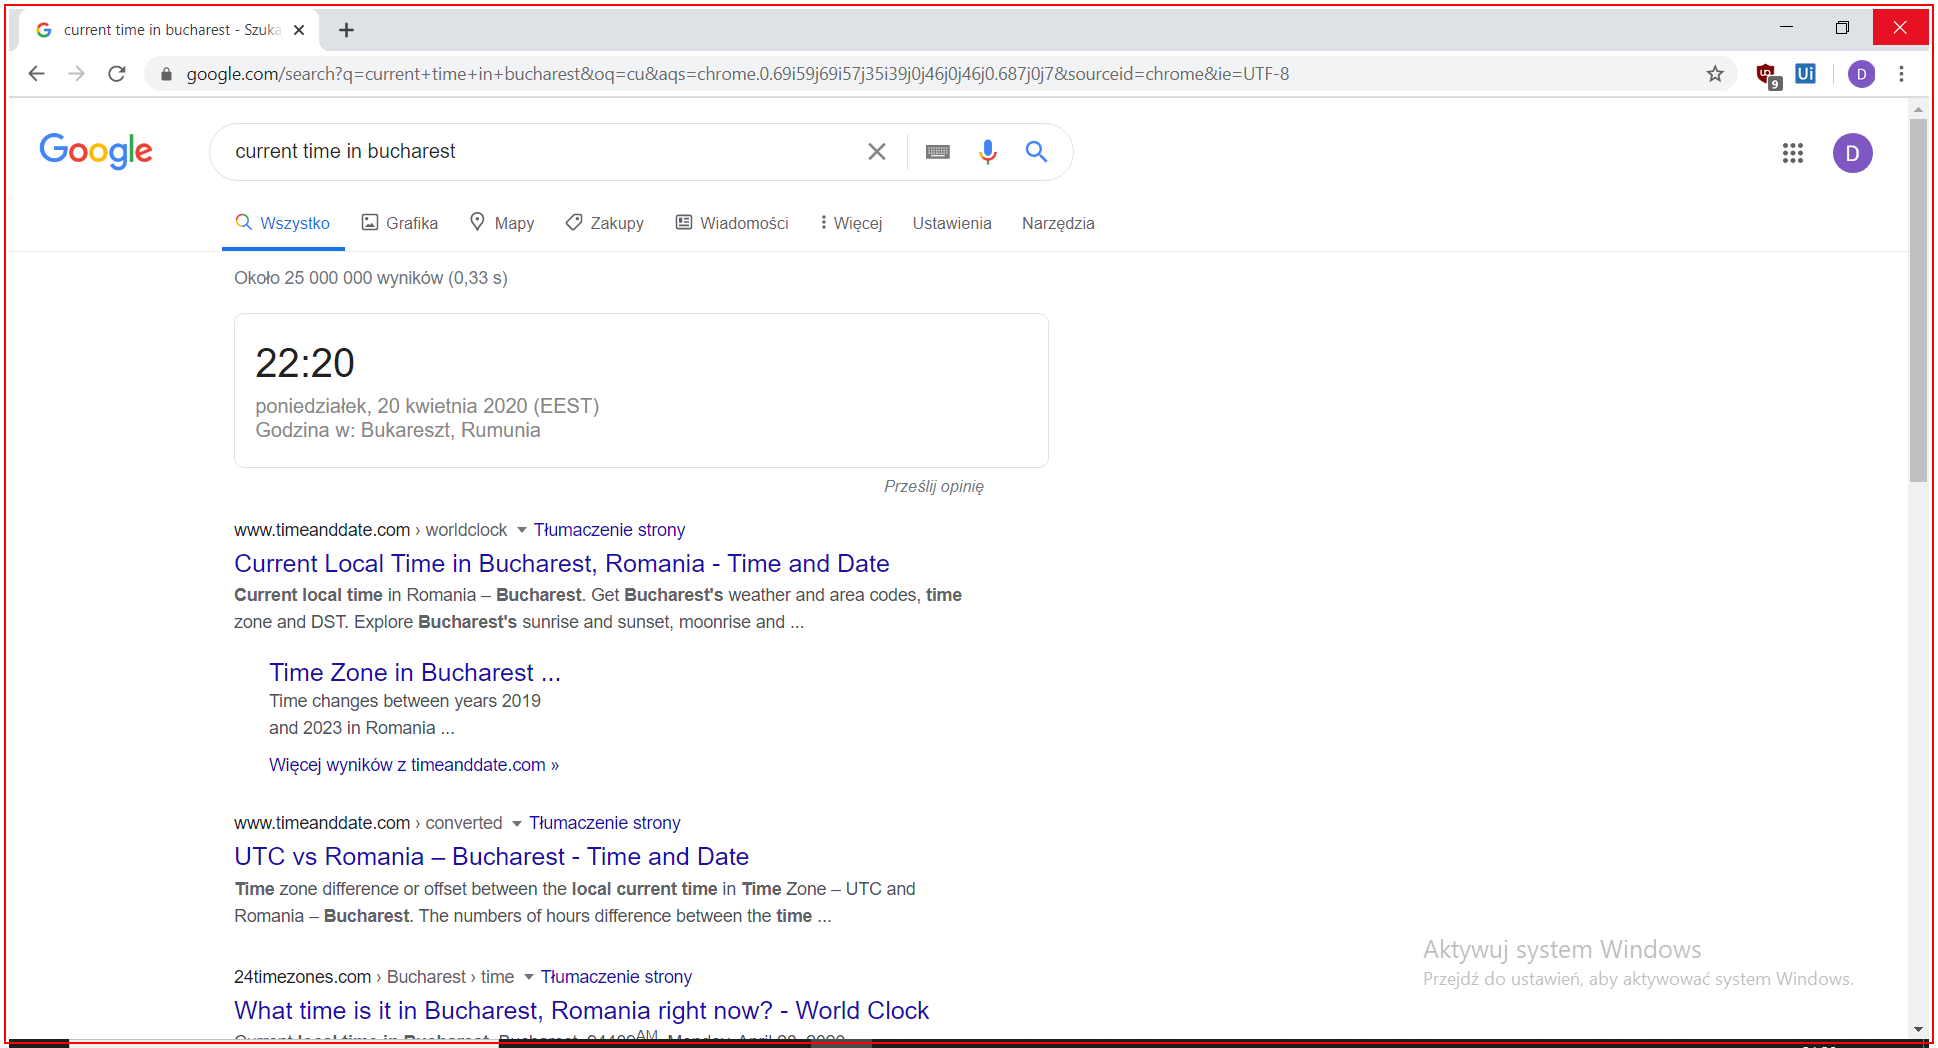 current time in bucharest - Szuka
google.com/search?q=current+time+in+bucharest&oq=cu&aqs=chrome.0.69i59j69i57j35i39j0j46j0j46j0.687j0j7&sourceid=chrome&ie=UTF-8
9
Ui
D
Google
current time in bucharest
D
Wszystko Grafika Mapy Zakupy Wiadomości Więcej Ustawienia Narzędzia
Około 25 000 000 wyników (0,33 s)
22:20
poniedziałek, 20 kwietnia 2020 (EEST)
Godzina w: Bukareszt, Rumunia
Prześlij opinię
www.timeanddate.com › worldclock Tłumaczenie strony
Current Local Time in Bucharest, Romania - Time and Date
Current local time in Romania – Bucharest. Get Bucharest's weather and area codes, time
zone and DST. Explore Bucharest's sunrise and sunset, moonrise and ...
Time Zone in Bucharest ...
Time changes between years 2019
and 2023 in Romania ...
Więcej wyników z timeanddate.com »
www.timeanddate.com › converted Tłumaczenie strony
UTC vs Romania – Bucharest - Time and Date
Time zone difference or offset between the local current time in Time Zone – UTC and
Romania – Bucharest. The numbers of hours difference between the time ...
Aktywuj system Windows
Przejdź do ustawień, aby aktywować system Windows.
24timezones.com › Bucharest › time Tłumaczenie strony
What time is it in Bucharest, Romania right now? - World Clock